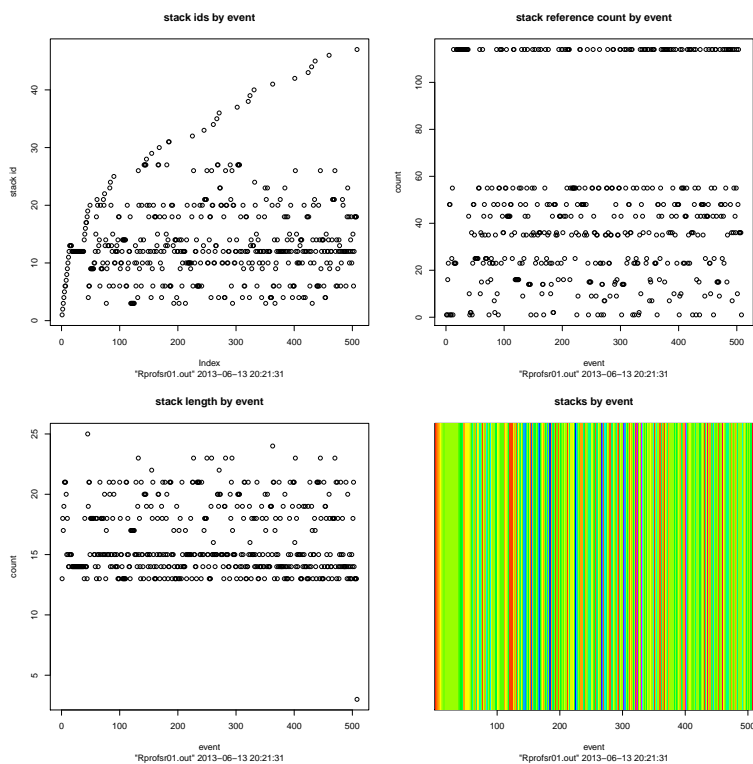 stack ids by event
stack id
0 10 20 30 40
0 100 200 300 400 500
Index
"Rprofsr01.out" 2013−06−13 20:21:31
stack reference count by event
count
0 20 40 60 80 100
0 100 200 300 400 500
event
"Rprofsr01.out" 2013−06−13 20:21:31
stack length by event
count
5 10 15 20 25
0 100 200 300 400 500
event
"Rprofsr01.out" 2013−06−13 20:21:31
stacks by event
100 200 300 400 500
event
"Rprofsr01.out" 2013−06−13 20:21:31